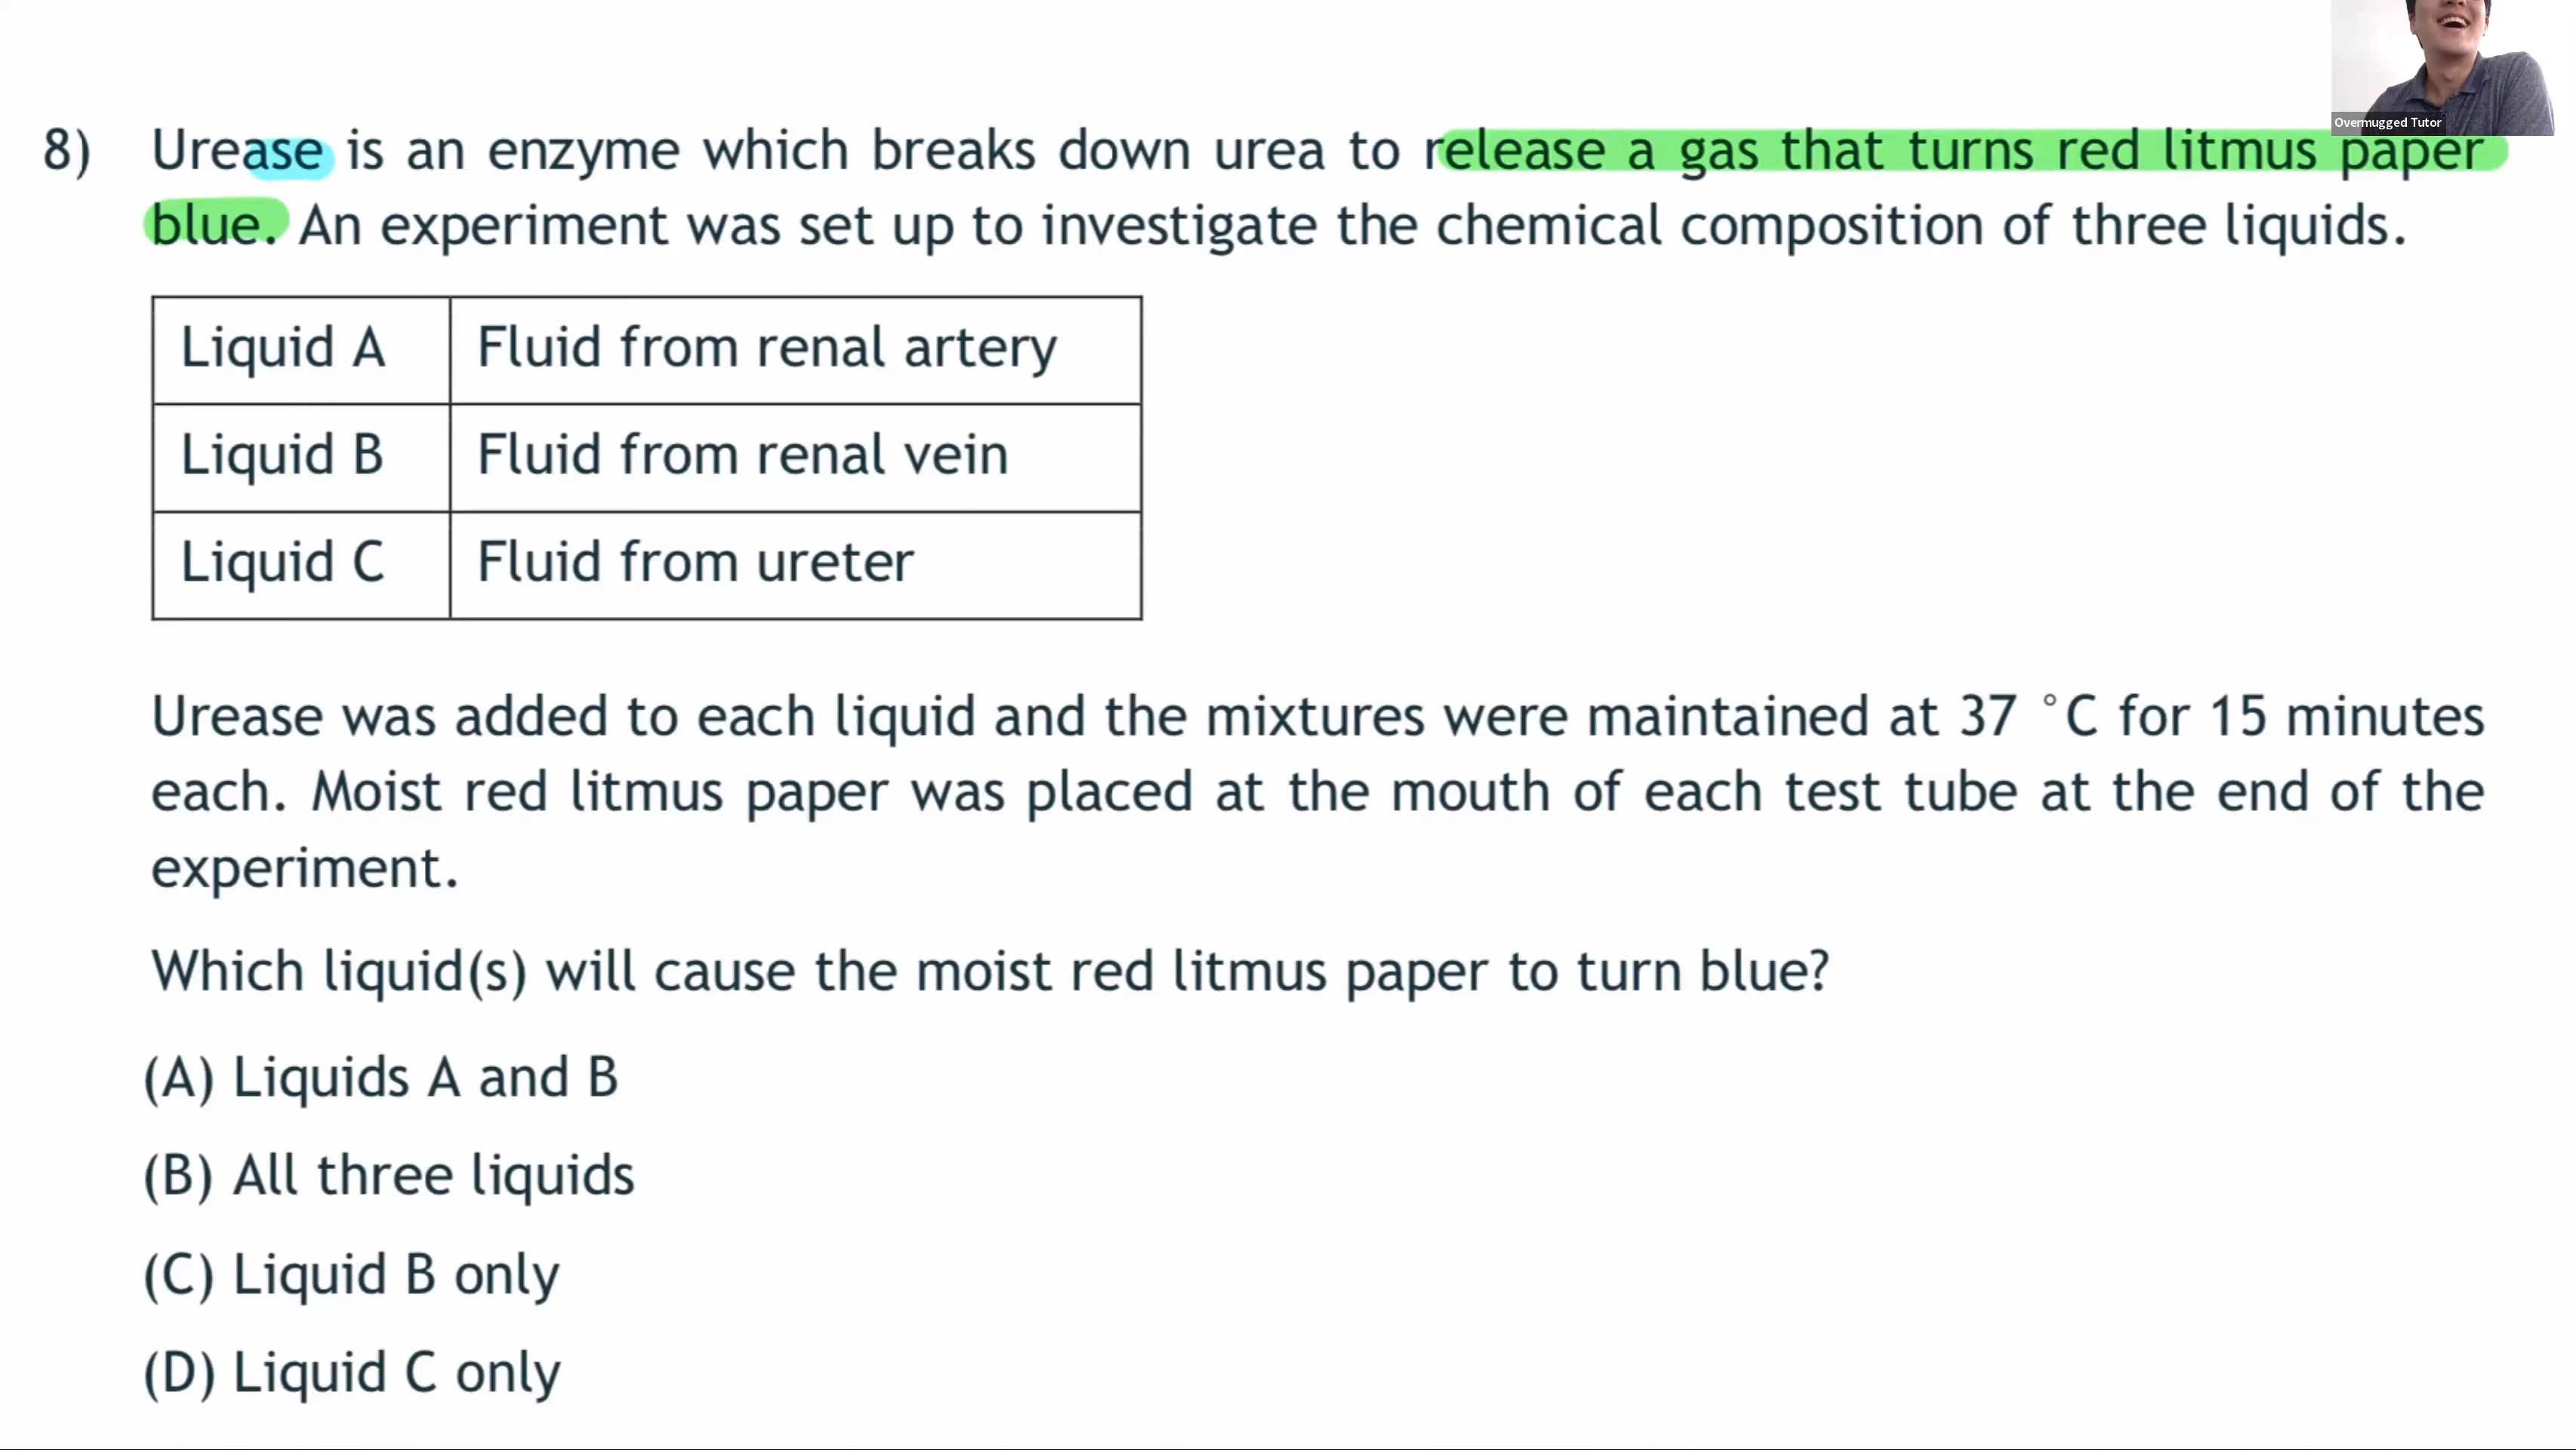 Overmugged Tutor
8) Urease is an enzyme which breaks down urea to release a gas that turns red litmus paper
blue. An experiment was set up to investigate the chemical composition of three liquids.
Liquid A Fluid from renal artery
Liquid B Fluid from renal vein
Liquid C Fluid from ureter
Urease was added to each liquid and the mixtures were maintained at 37 °C for 15 minutes
each. Moist red litmus paper was placed at the mouth of each test tube at the end of the
experiment.
Which liquid(s) will cause the moist red litmus paper to turn blue?
(A) Liquids A and B
(B) All three liquids
(C) Liquid B only
(D) Liquid C only